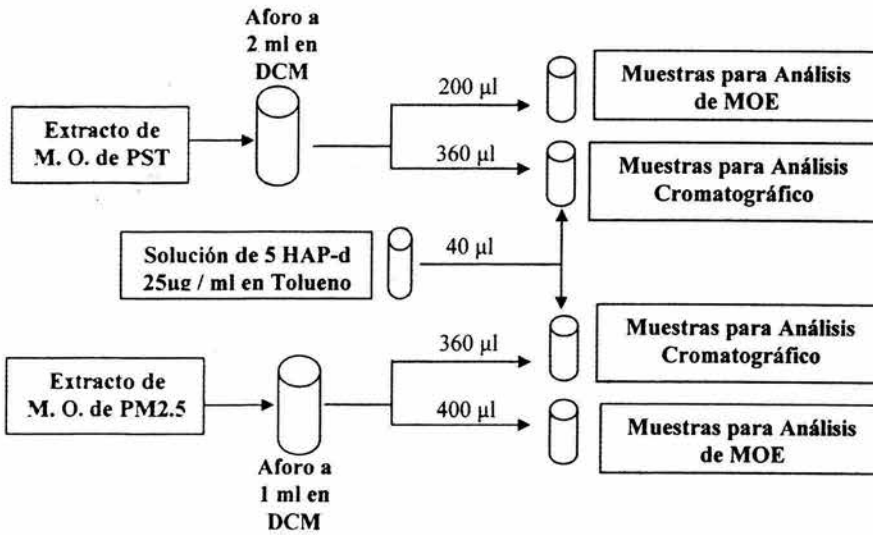 Aforo a
2 ml en
DCM
Extracto de
M. O. de PST
200 µl
360 µl
Muestras para Análisis
de MOE
Muestras para Análisis
Cromatográfico
Solución de 5 HAP-d
25µg / ml en Tolueno
40 µl
Extracto de
M. O. de PM2.5
Aforo a
1 ml en
DCM
360 µl
400 µl
Muestras para Análisis
Cromatográfico
Muestras para Análisis
de MOE